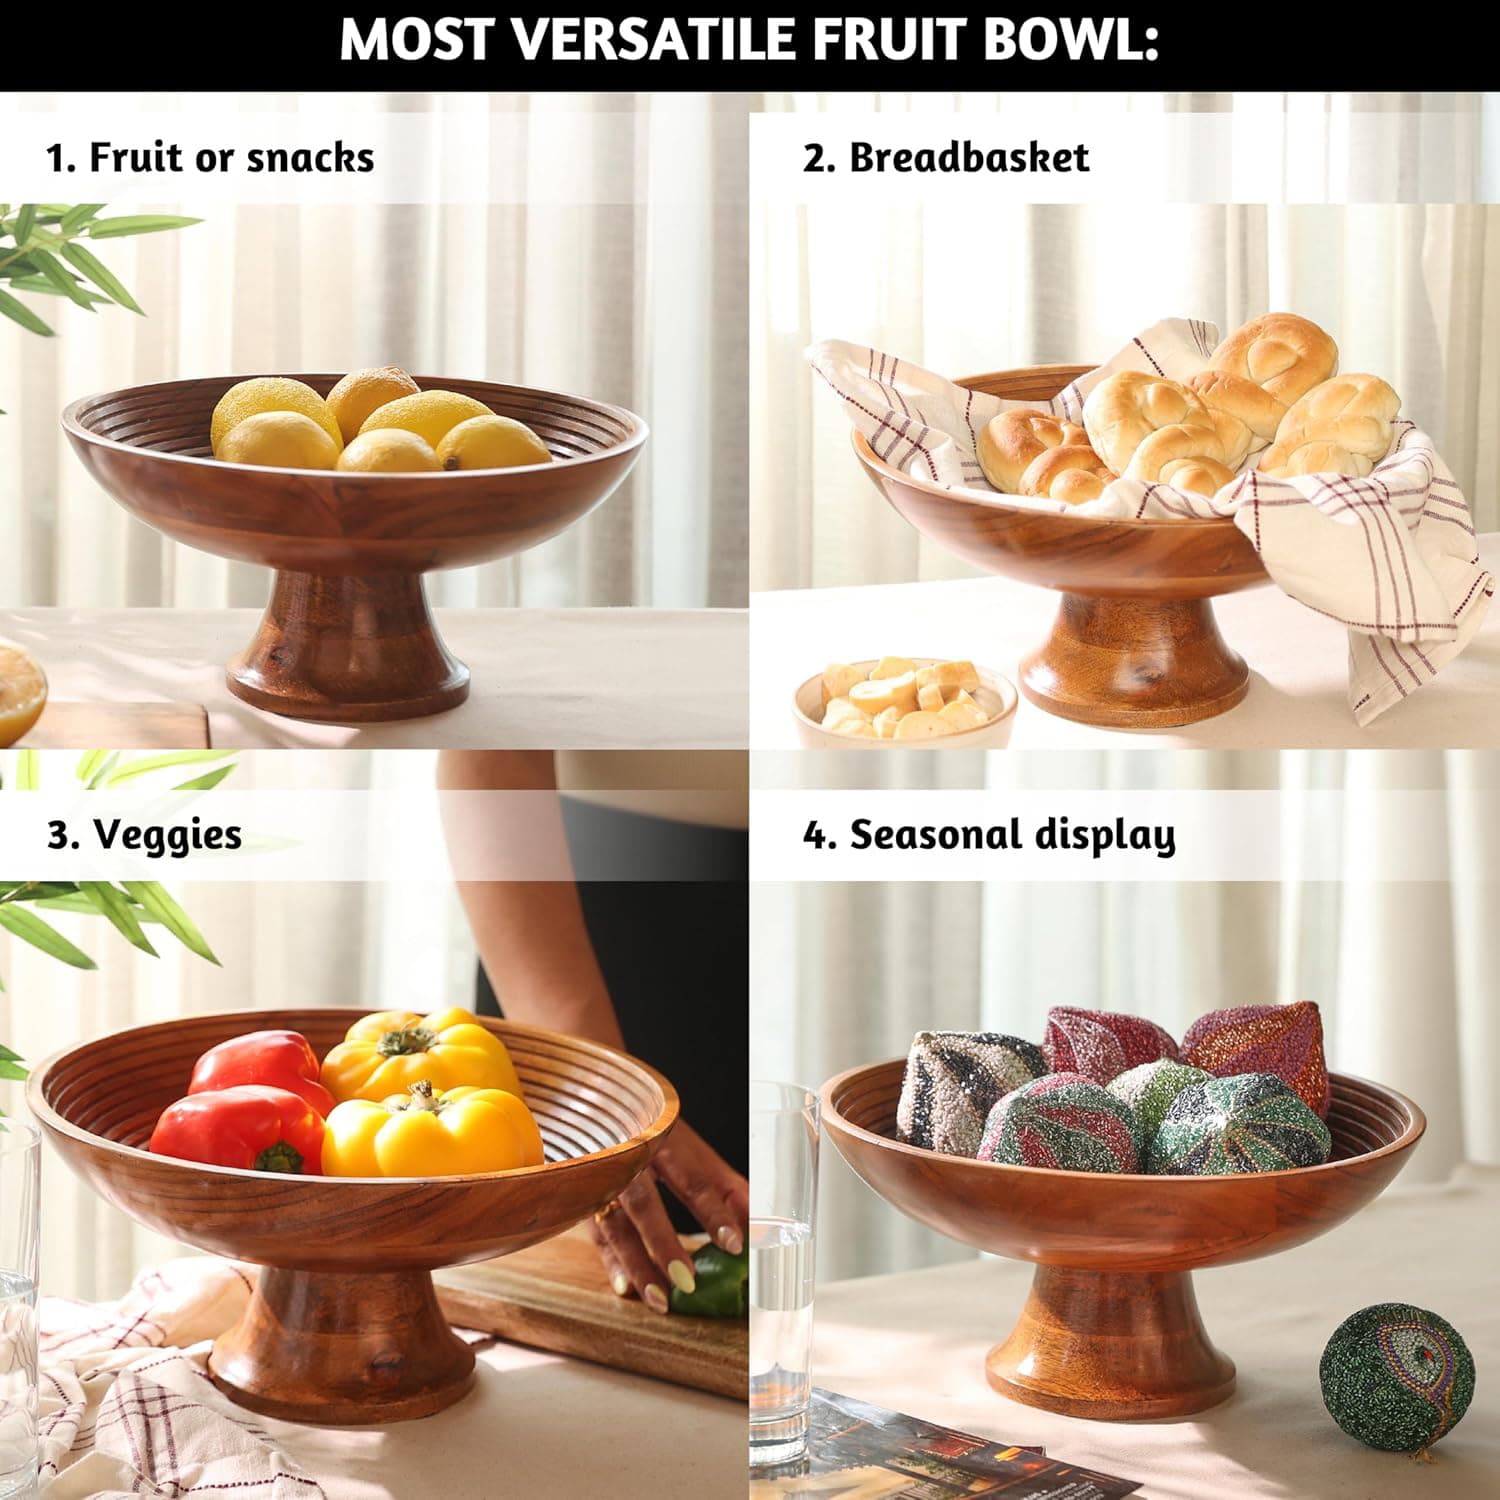 MOST VERSATILE FRUIT BOWL:
1. Fruit or snacks
2. Breadbasket
3. Veggies
4. Seasonal display